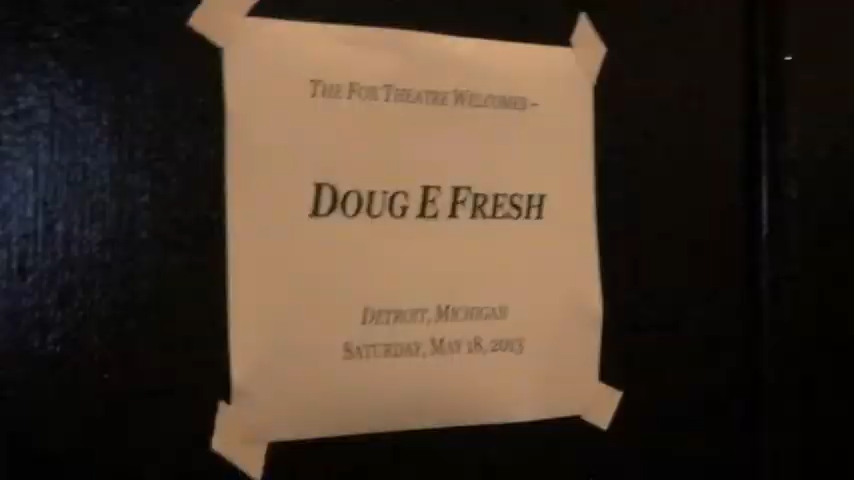 THE FOX THEATRE WELCOMES –
DOUG E FRESH
DETROIT, MICHIGAN
SATURDAY, MAY 18, 2013